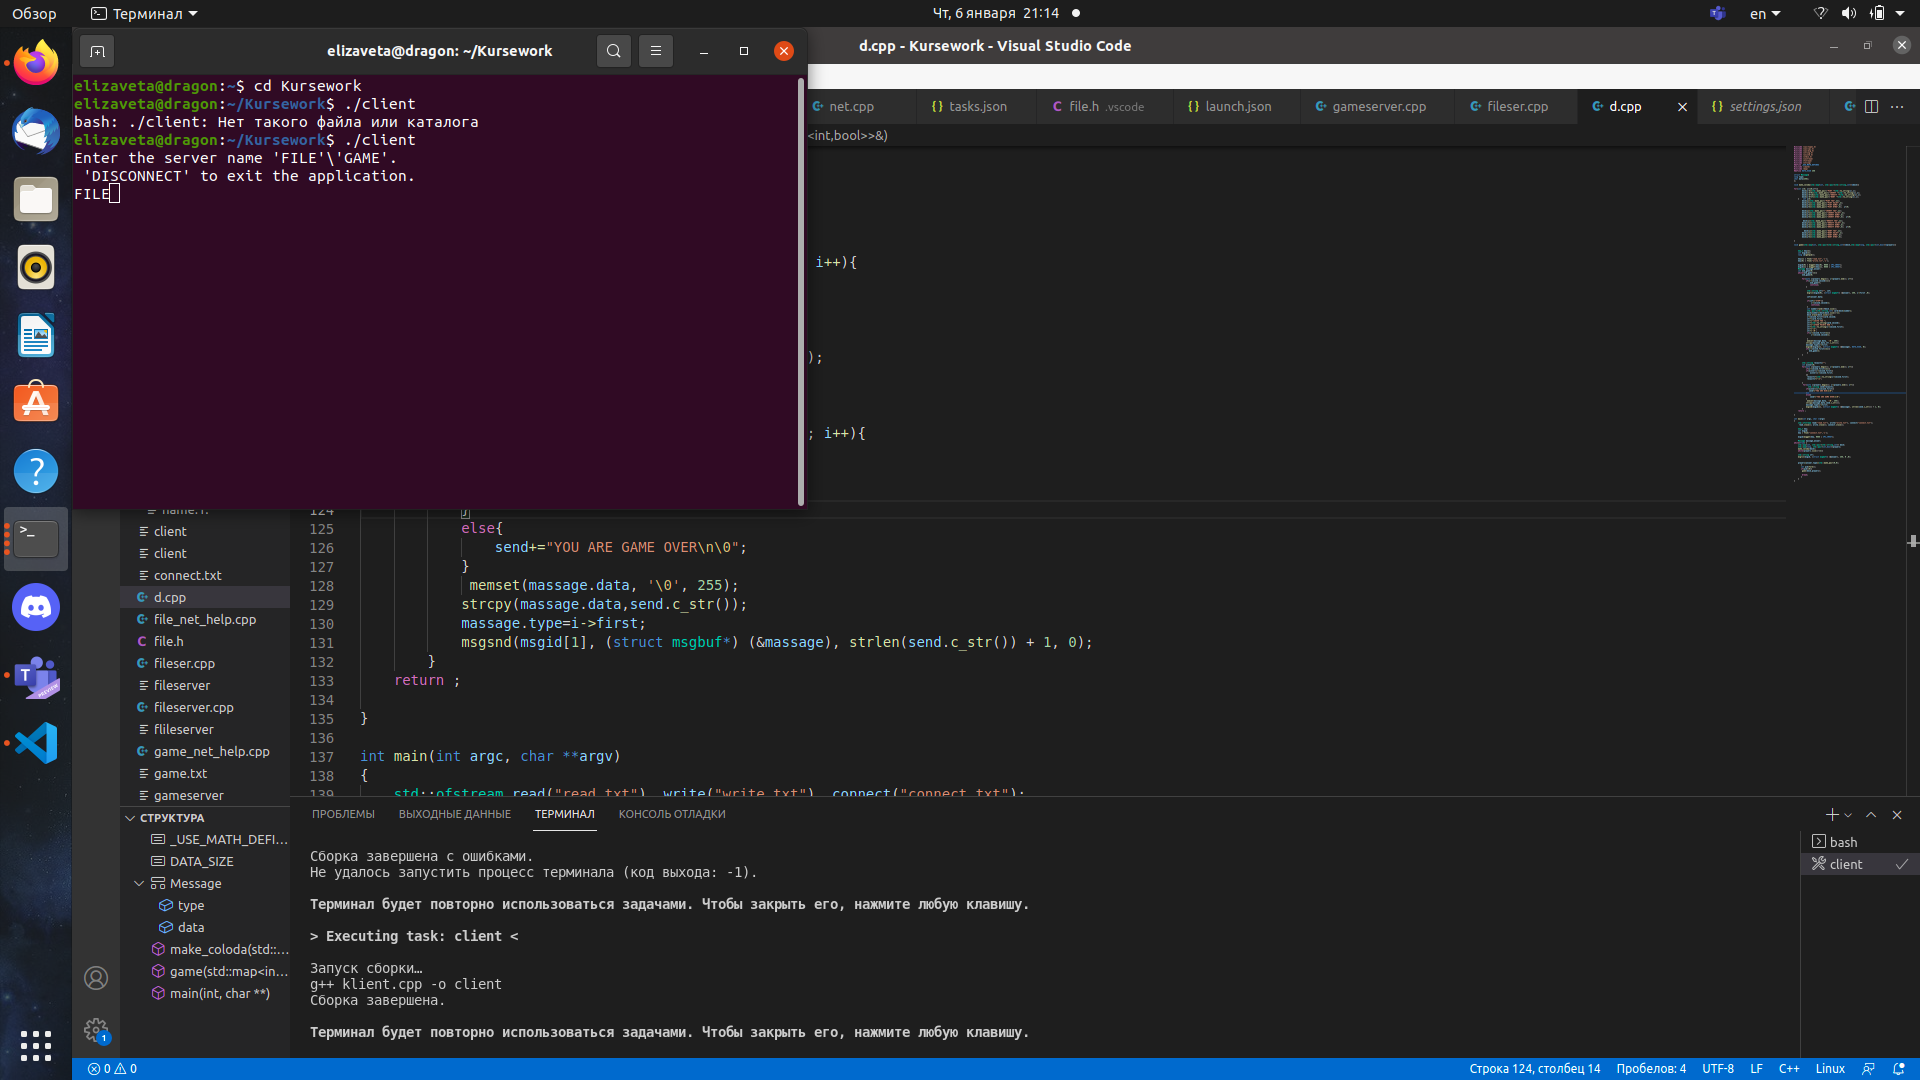 Обзор
Терминал
Чт, 6 января 21:14
en
elizaveta@dragon: ~/Kursework
d.cpp - Kursework - Visual Studio Code
elizaveta@dragon:~$ cd Kursework
elizaveta@dragon:~/Kursework$ ./client
bash: ./client: Нет такого файла или каталога
elizaveta@dragon:~/Kursework$ ./client
Enter the server name 'FILE'\'GAME'.
'DISCONNECT' to exit the application.
FILE
net.cpp
tasks.json
file.h .vscode
launch.json
gameserver.cpp
fileser.cpp
d.cpp
settings.json
<int,bool>>&)
i++){
);
; i++){
124 }
125 else{
126 send+="YOU ARE GAME OVER\n\0";
127 }
128 memset(massage.data, '\0', 255);
129 strcpy(massage.data,send.c_str());
130 massage.type=i->first;
131 msgsnd(msgid[1], (struct msgbuf*) (&massage), strlen(send.c_str()) + 1, 0);
132 }
133 return ;
134
135 }
136
137 int main(int argc, char **argv)
138 {
139 std::ofstream read("read.txt"), write("write.txt"), connect("connect.txt");
client
client
connect.txt
d.cpp
file_net_help.cpp
file.h
fileser.cpp
fileserver
fileserver.cpp
flileserver
game_net_help.cpp
game.txt
gameserver
СТРУКТУРА
_USE_MATH_DEFI...
DATA_SIZE
Message
type
data
make_coloda(std::...
game(std::map<in...
main(int, char **)
ПРОБЛЕМЫ
ВЫХОДНЫЕ ДАННЫЕ
ТЕРМИНАЛ
КОНСОЛЬ ОТЛАДКИ
Сборка завершена с ошибками.
Не удалось запустить процесс терминала (код выхода: -1).
Терминал будет повторно использоваться задачами. Чтобы закрыть его, нажмите любую клавишу.
> Executing task: client <
Запуск сборки…
g++ klient.cpp -o client
Сборка завершена.
Терминал будет повторно использоваться задачами. Чтобы закрыть его, нажмите любую клавишу.
bash
client
1
0 0
Строка 124, столбец 14
Пробелов: 4
UTF-8
LF
C++
Linux